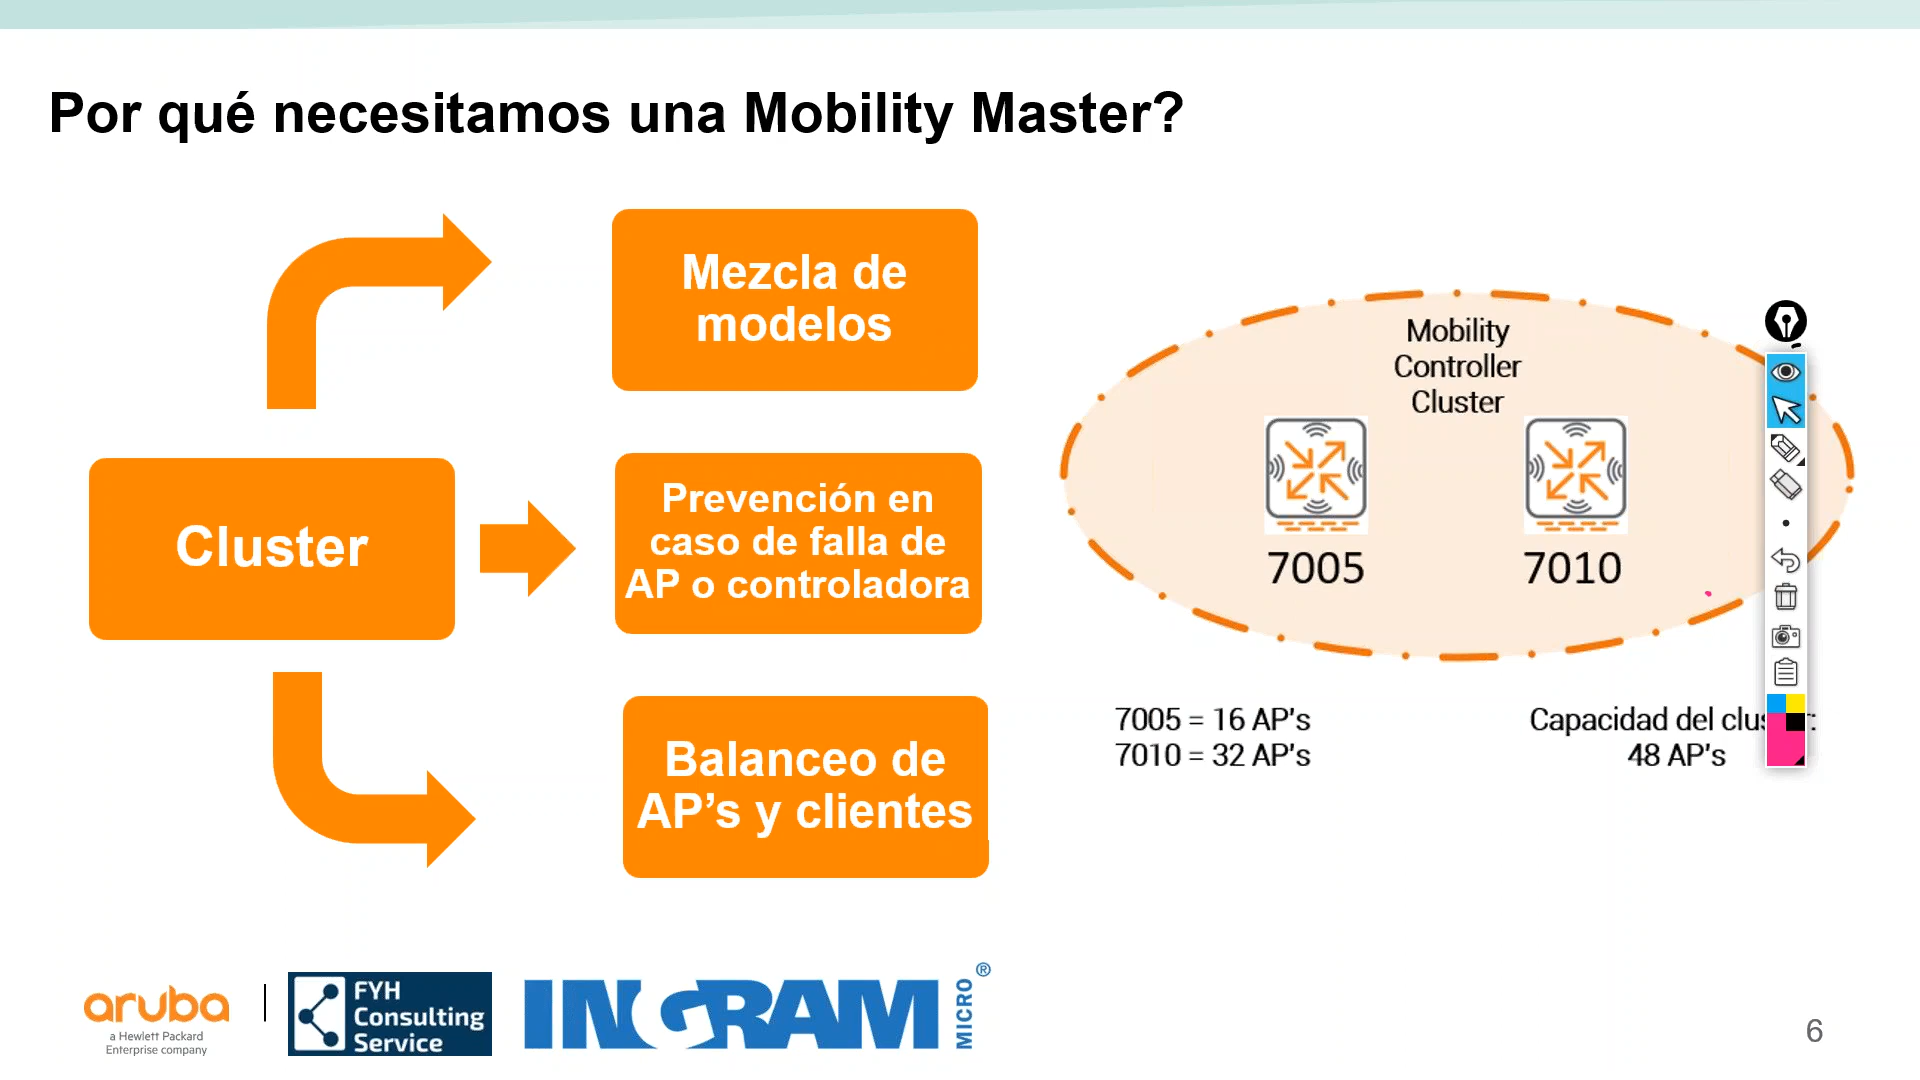 Por qué necesitamos una Mobility Master?
Mezcla de
modelos
Cluster
Prevención en
caso de falla de
AP o controladora
Balanceo de
AP's y clientes
Mobility
Controller
Cluster
7005
7010
7005 = 16 AP's
7010 = 32 AP's
Capacidad del
48 AP's
aruba
a Hewlett Packard
Enterprise company
FYH
Consulting
Service
INGRAM MICRO®
6